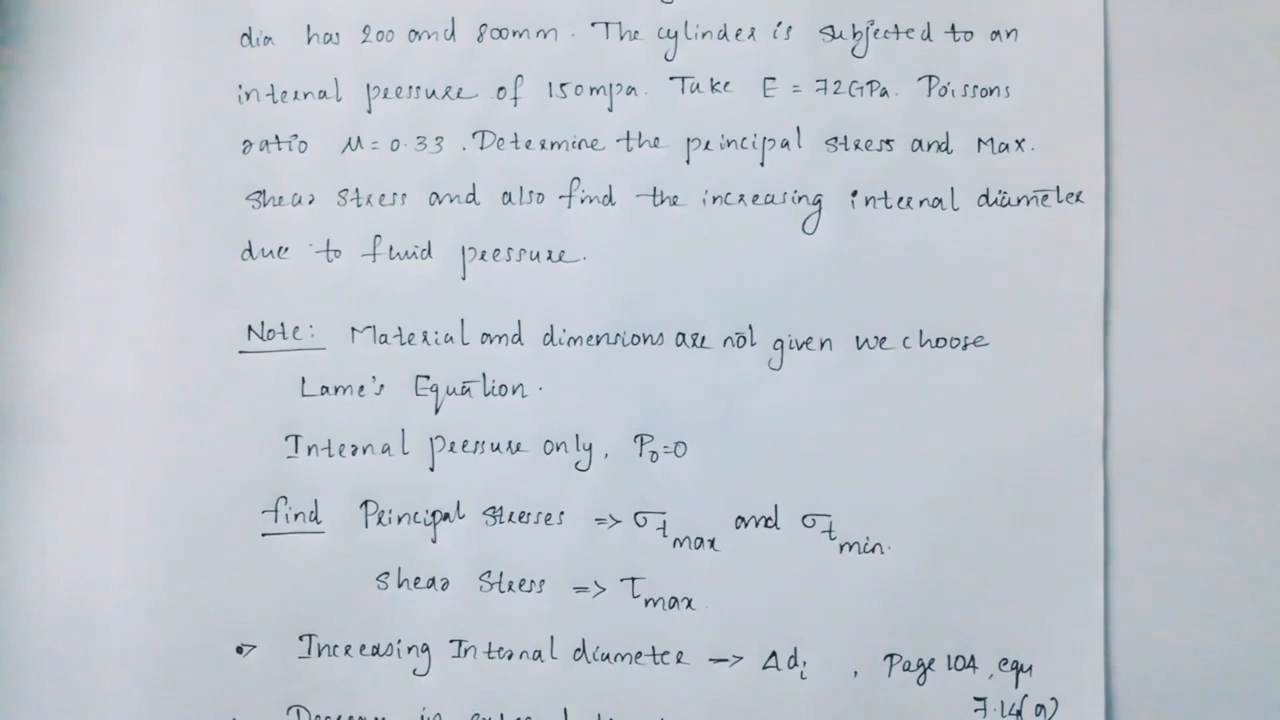 dia has 200 and 800mm. The cylinder is subjected to an
internal pressure of 150mpa. Take E = 72GPa. Poissons
ratio μ = 0.33. Determine the principal stress and Max.
Shear stress and also find the increasing internal diameter
due to fluid pressure.
Note: Material and dimensions are not given we choose
Lame's Equation.
Internal pressure only, P₀=0
find Principal stresses => σt max and σt min.
Shear Stress => τmax
Increasing Internal diameter -> Δdi , Page 104, equ
7.14(a)
in